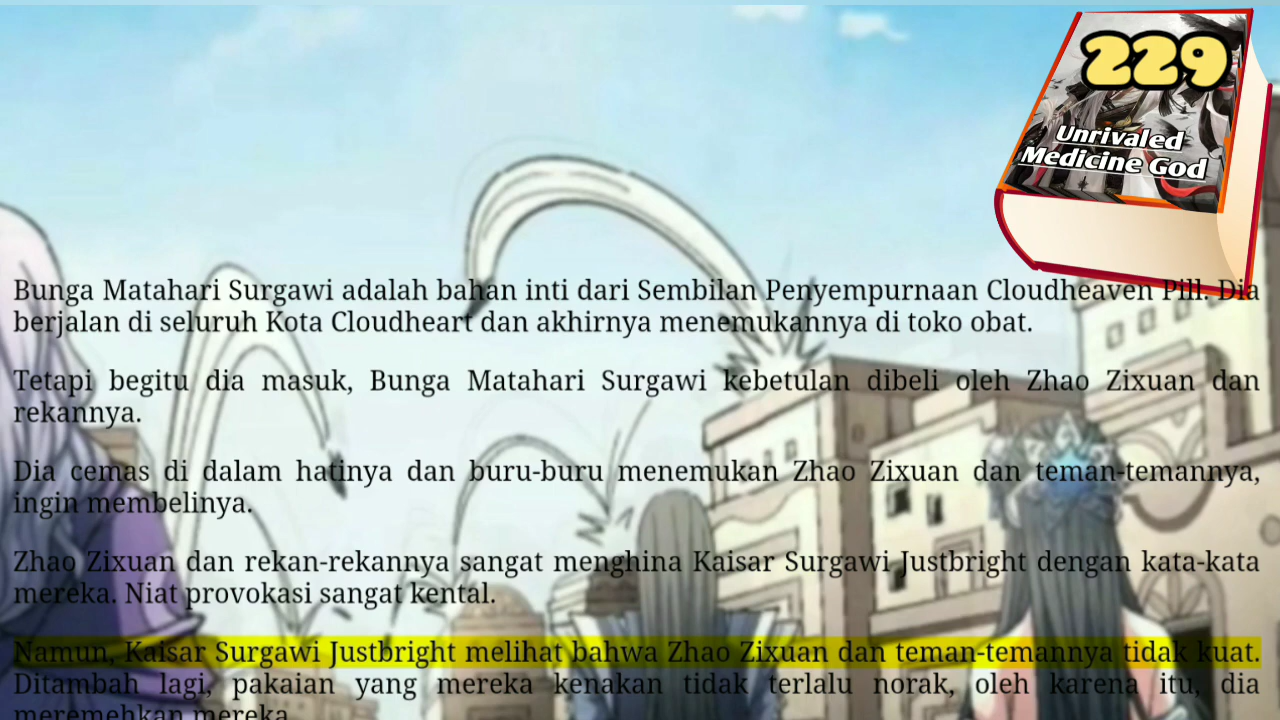 229
Unrivaled
Medicine God
Bunga Matahari Surgawi adalah bahan inti dari Sembilan Penyempurnaan Cloudheaven Pill. Dia
berjalan di seluruh Kota Cloudheart dan akhirnya menemukannya di toko obat.
Tetapi begitu dia masuk, Bunga Matahari Surgawi kebetulan dibeli oleh Zhao Zixuan dan
rekannya.
Dia cemas di dalam hatinya dan buru-buru menemukan Zhao Zixuan dan teman-temannya,
ingin membelinya.
Zhao Zixuan dan rekan-rekannya sangat menghina Kaisar Surgawi Justbright dengan kata-kata
mereka. Niat provokasi sangat kental.
Namun, Kaisar Surgawi Justbright melihat bahwa Zhao Zixuan dan teman-temannya tidak kuat.
Ditambah lagi, pakaian yang mereka kenakan tidak terlalu norak, oleh karena itu, dia
meremehkan mereka.